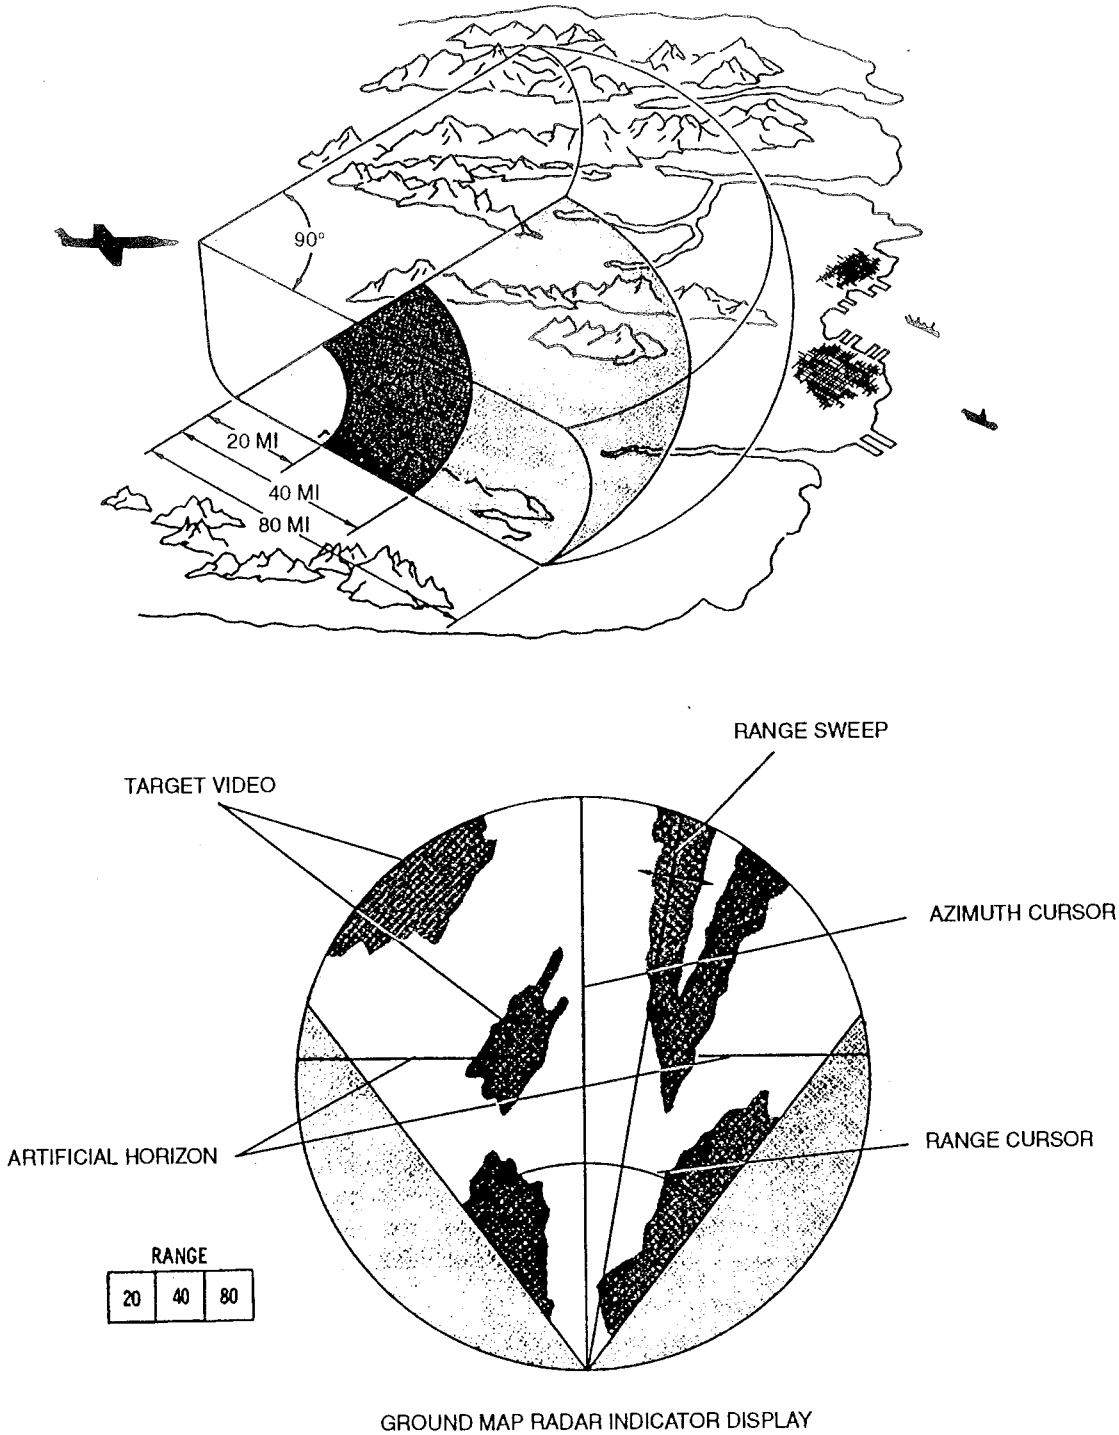 90°
20 MI
40 MI
80 MI
RANGE SWEEP
TARGET VIDEO
AZIMUTH CURSOR
ARTIFICIAL HORIZON
RANGE CURSOR
RANGE
20 40 80
GROUND MAP RADAR INDICATOR DISPLAY